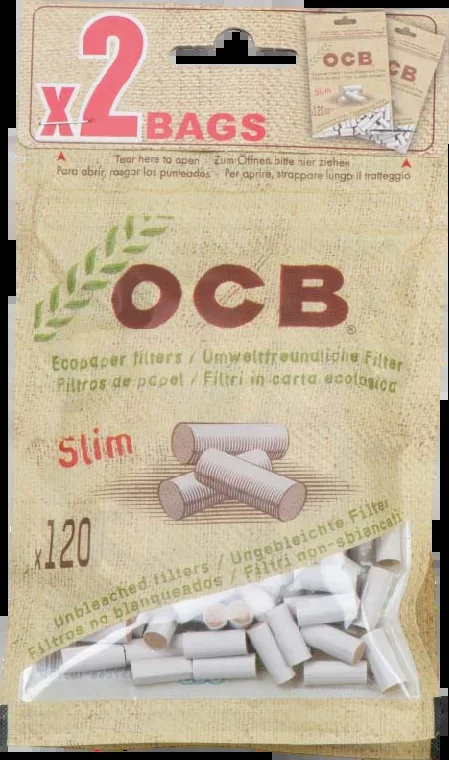 x2 BAGS
OCB
Slim
x120
OCB
Tear here to open · Zum Öffnen bitte hier ziehen
Para abrir, rasgar los punteados · Per aprire, strappare lungo il tratteggio
OCB®
Ecopaper filters / Umweltfreundliche Filter
Filtros de papel / Filtri in carta ecologica
Slim
x120
Unbleached filters / Ungebleichte Filter
Filtros no blanqueados / Filtri non-sbiancati